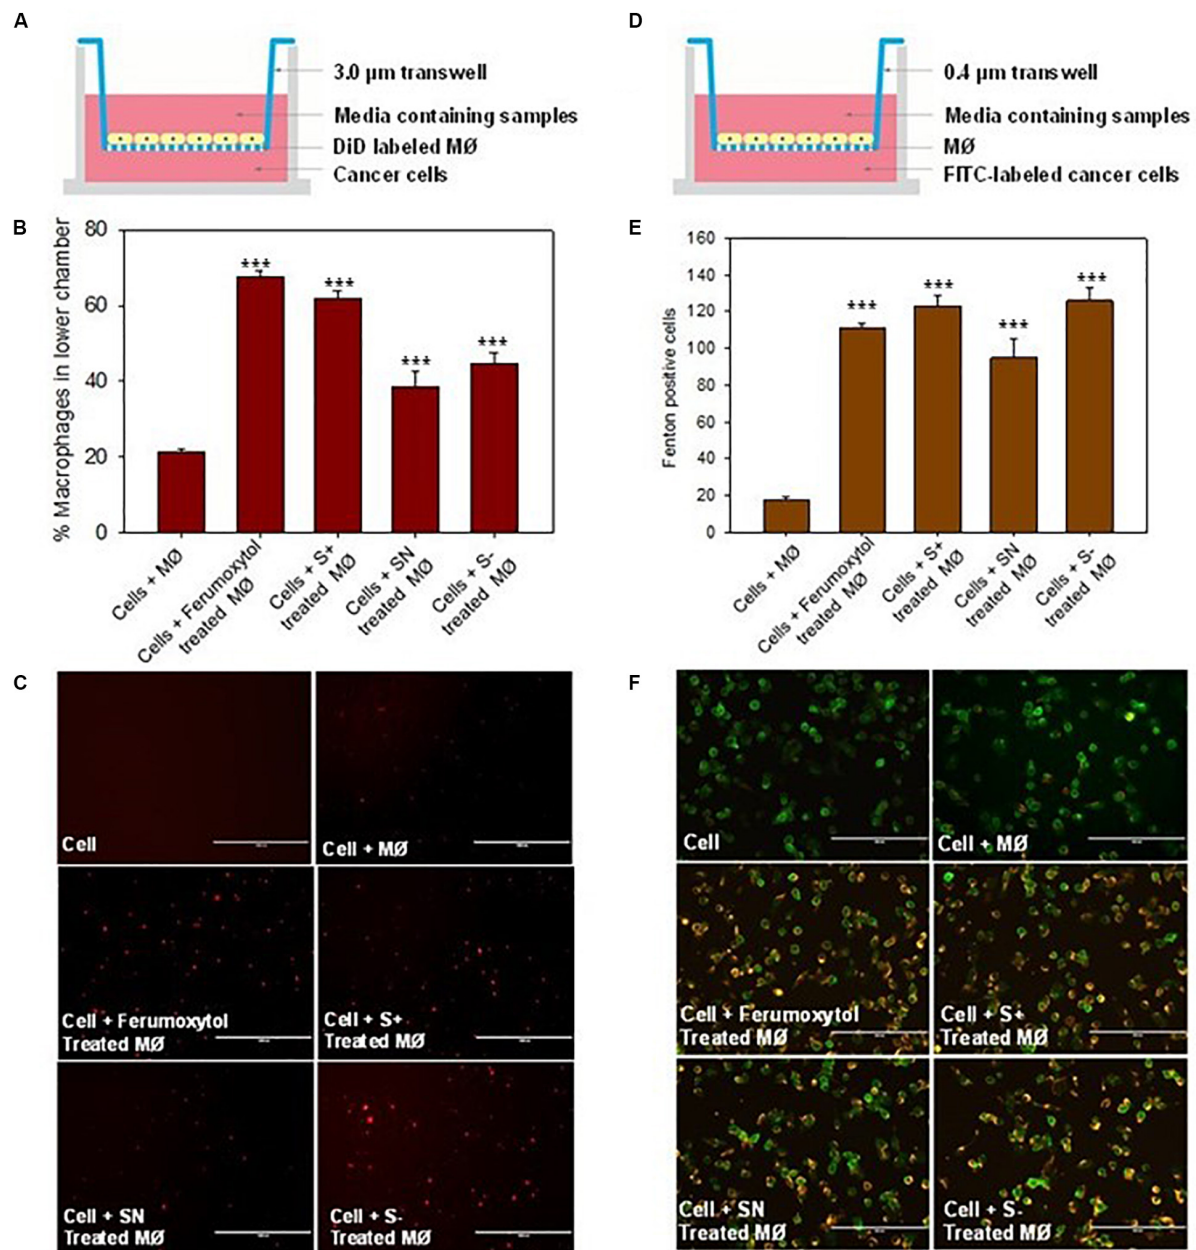 A
3.0 µm transwell
Media containing samples
DiD labeled MØ
Cancer cells
B
% Macrophages in lower chamber
80
60
40
20
0
***
***
***
***
Cells + MØ
Cells + Ferumoxytol
treated MØ
Cells + S+
treated MØ
Cells + SN
treated MØ
Cells + S-
treated MØ
C
Cell
Cell + MØ
Cell + Ferumoxytol
Treated MØ
Cell + S+
Treated MØ
Cell + SN
Treated MØ
Cell + S-
Treated MØ
D
0.4 µm transwell
Media containing samples
MØ
FITC-labeled cancer cells
E
Fenton positive cells
160
140
120
100
80
60
40
20
0
***
***
***
***
Cells + MØ
Cells + Ferumoxytol
treated MØ
Cells + S+
treated MØ
Cells + SN
treated MØ
Cells + S-
treated MØ
F
Cell
Cell + MØ
Cell + Ferumoxytol
Treated MØ
Cell + S+
Treated MØ
Cell + SN
Treated MØ
Cell + S-
Treated MØ